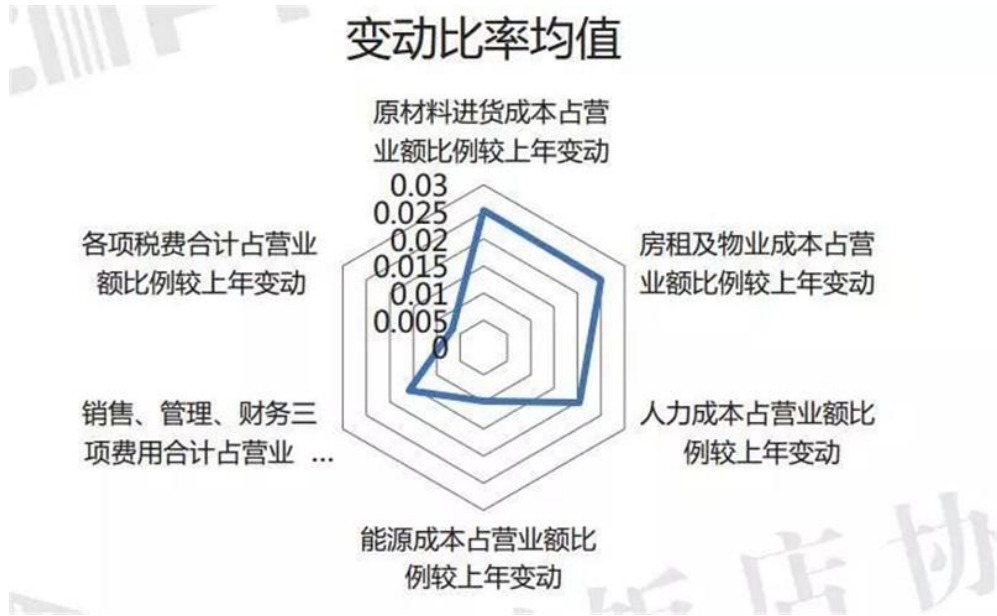 变动比率均值
原材料进货成本占营
业额比例较上年变动
0.03
0.025
0.02
0.015
0.01
0.005
0
各项税费合计占营业
额比例较上年变动
房租及物业成本占营
业额比例较上年变动
销售、管理、财务三
项费用合计占营业 ...
人力成本占营业额比
例较上年变动
能源成本占营业额比
例较上年变动
店协